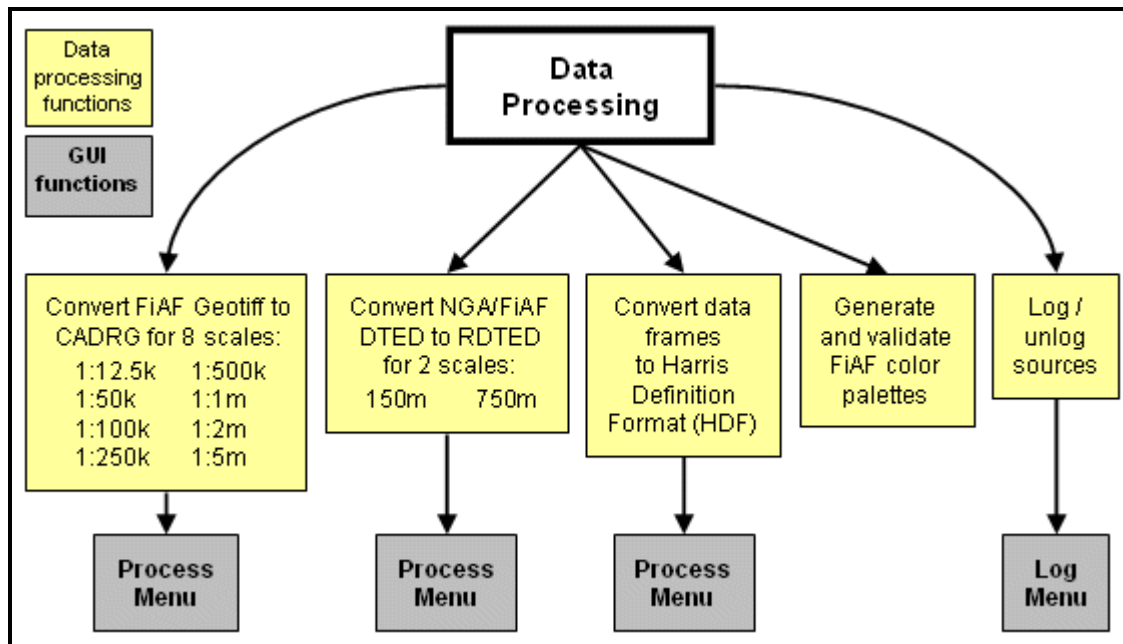 Data
processing
functions
GUI
functions
Data
Processing
Convert FiAF Geotiff to
CADRG for 8 scales:
1:12.5k 1:500k
1:50k 1:1m
1:100k 1:2m
1:250k 1:5m
Convert NGA/FiAF
DTED to RDTED
for 2 scales:
150m 750m
Convert data
frames
to Harris
Definition
Format (HDF)
Generate
and validate
FiAF color
palettes
Log /
unlog
sources
Process
Menu
Process
Menu
Process
Menu
Log
Menu